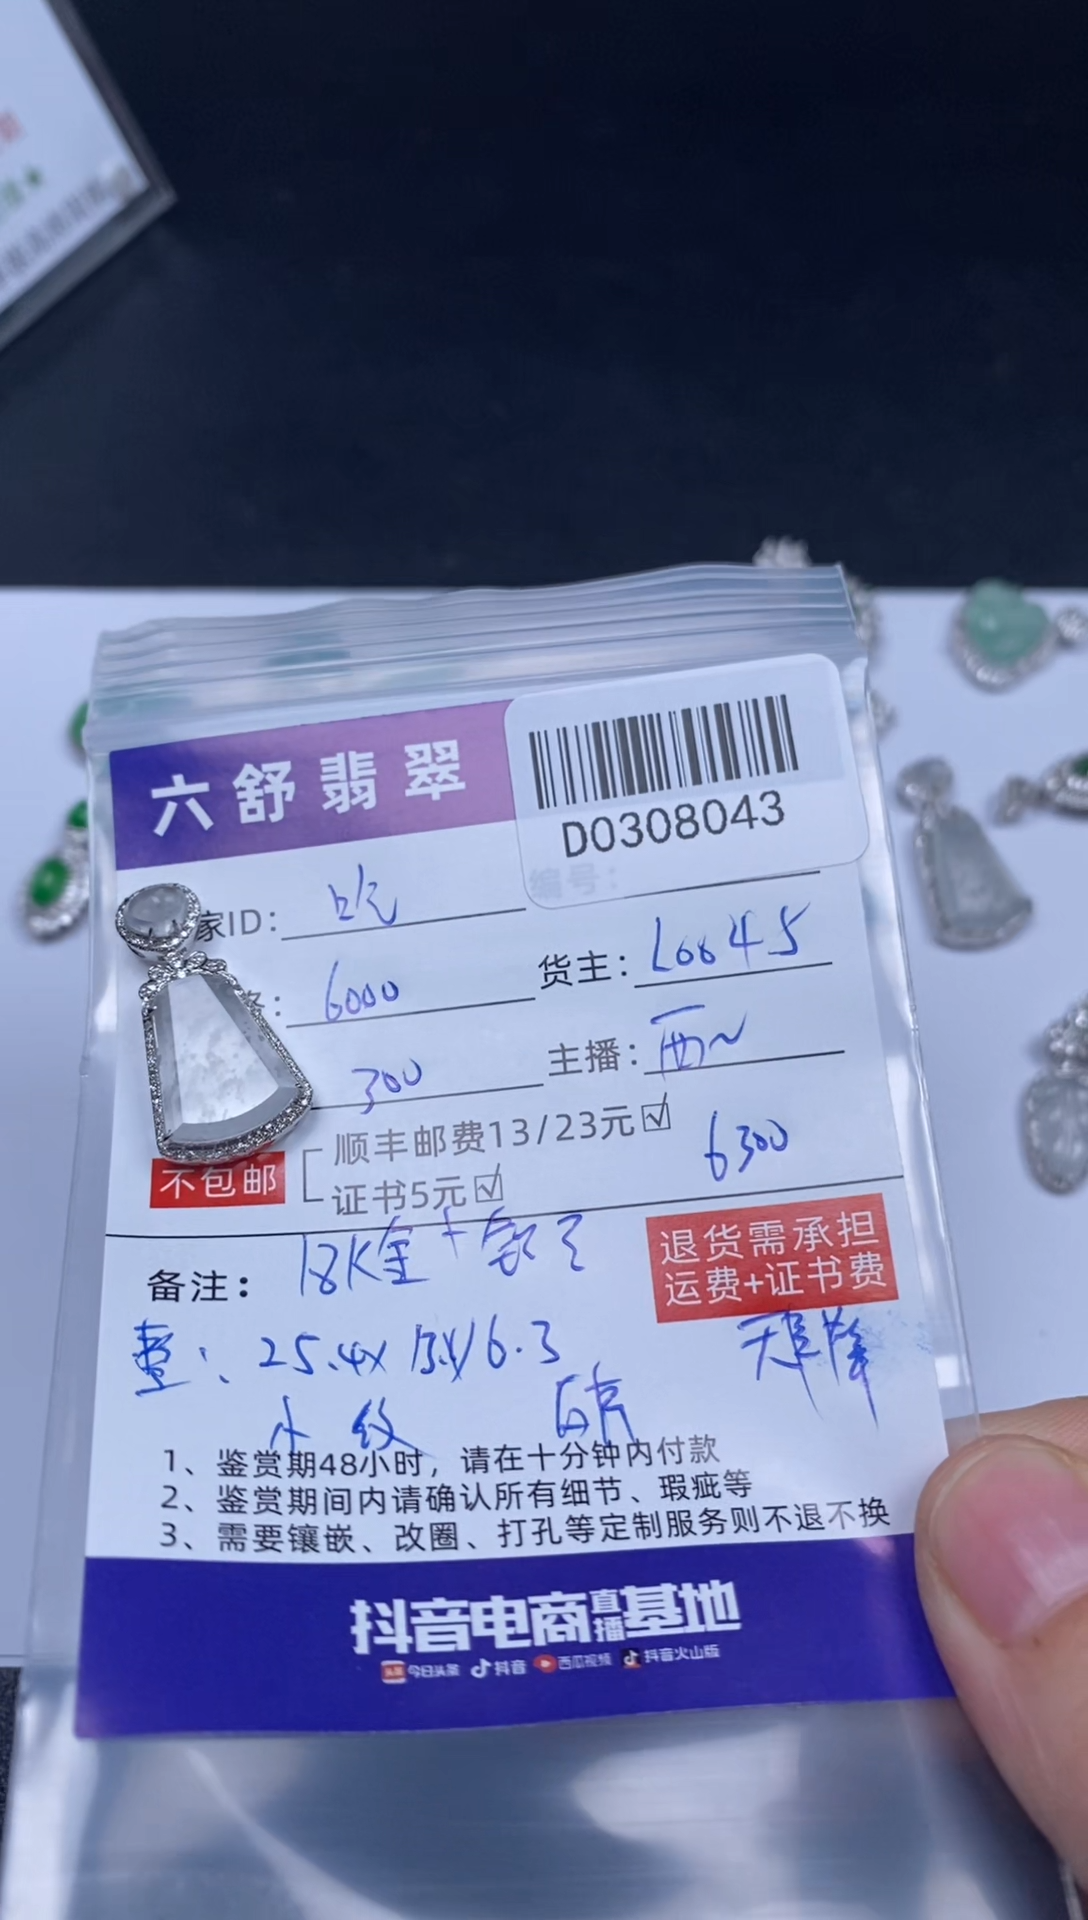 六舒翡翠
D0308043
编号：
家ID：
6000
货主：L0045
300
主播：西~
顺丰邮费13/23元☑
6300
不包邮
证书5元☑
备注：18K金+
退货需承担
运费+证书费
整：25.4x
小纹
1、鉴赏期48小时，请在十分钟内付款
2、鉴赏期间内请确认所有细节、瑕疵等
3、需要镶嵌、改圈、打孔等定制服务则不退不换
抖音电商直播基地
头条 今日头条 抖音 西瓜视频 抖音火山版